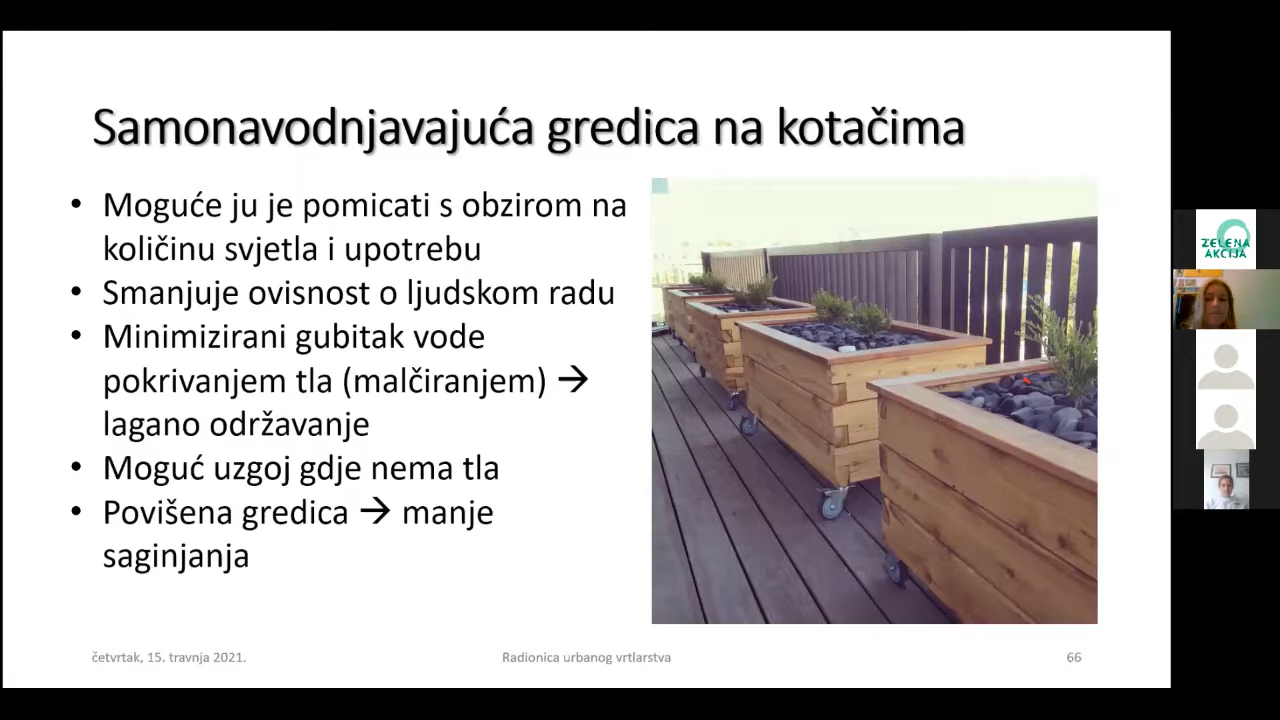 Samonavodnjavajuća gredica na kotačima
• Moguće ju je pomicati s obzirom na
količinu svjetla i upotrebu
• Smanjuje ovisnost o ljudskom radu
• Minimizirani gubitak vode
pokrivanjem tla (malčiranjem) →
lagano održavanje
• Moguć uzgoj gdje nema tla
• Povišena gredica → manje
saginjanja
četvrtak, 15. travnja 2021.
Radionica urbanog vrtlarstva
66
ZELENA
AKCIJA